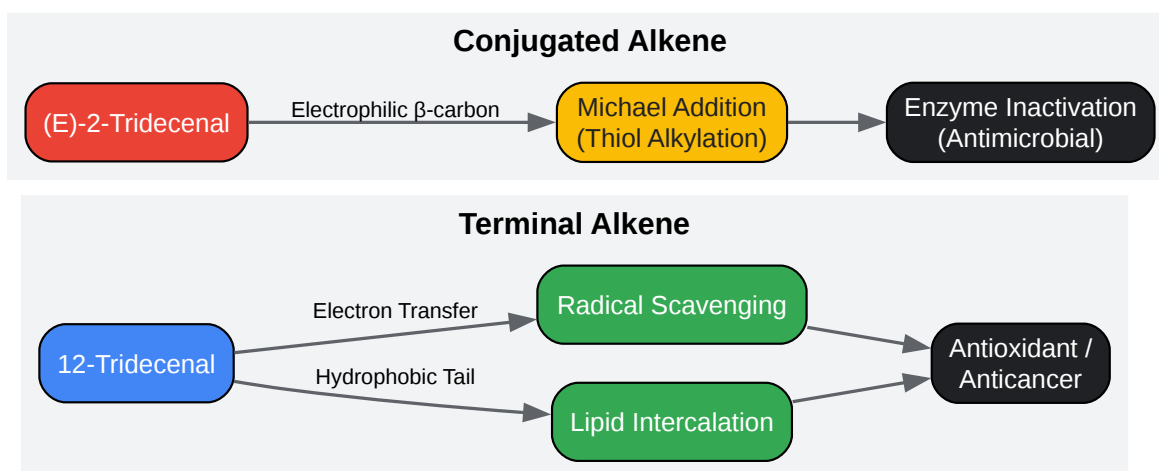 Conjugated Alkene
(E)-2-Tridecenal
Electrophilic β-carbon
Michael Addition
(Thiol Alkylation)
Enzyme Inactivation
(Antimicrobial)
Terminal Alkene
12-Tridecenal
Electron Transfer
Hydrophobic Tail
Radical Scavenging
Lipid Intercalation
Antioxidant /
Anticancer